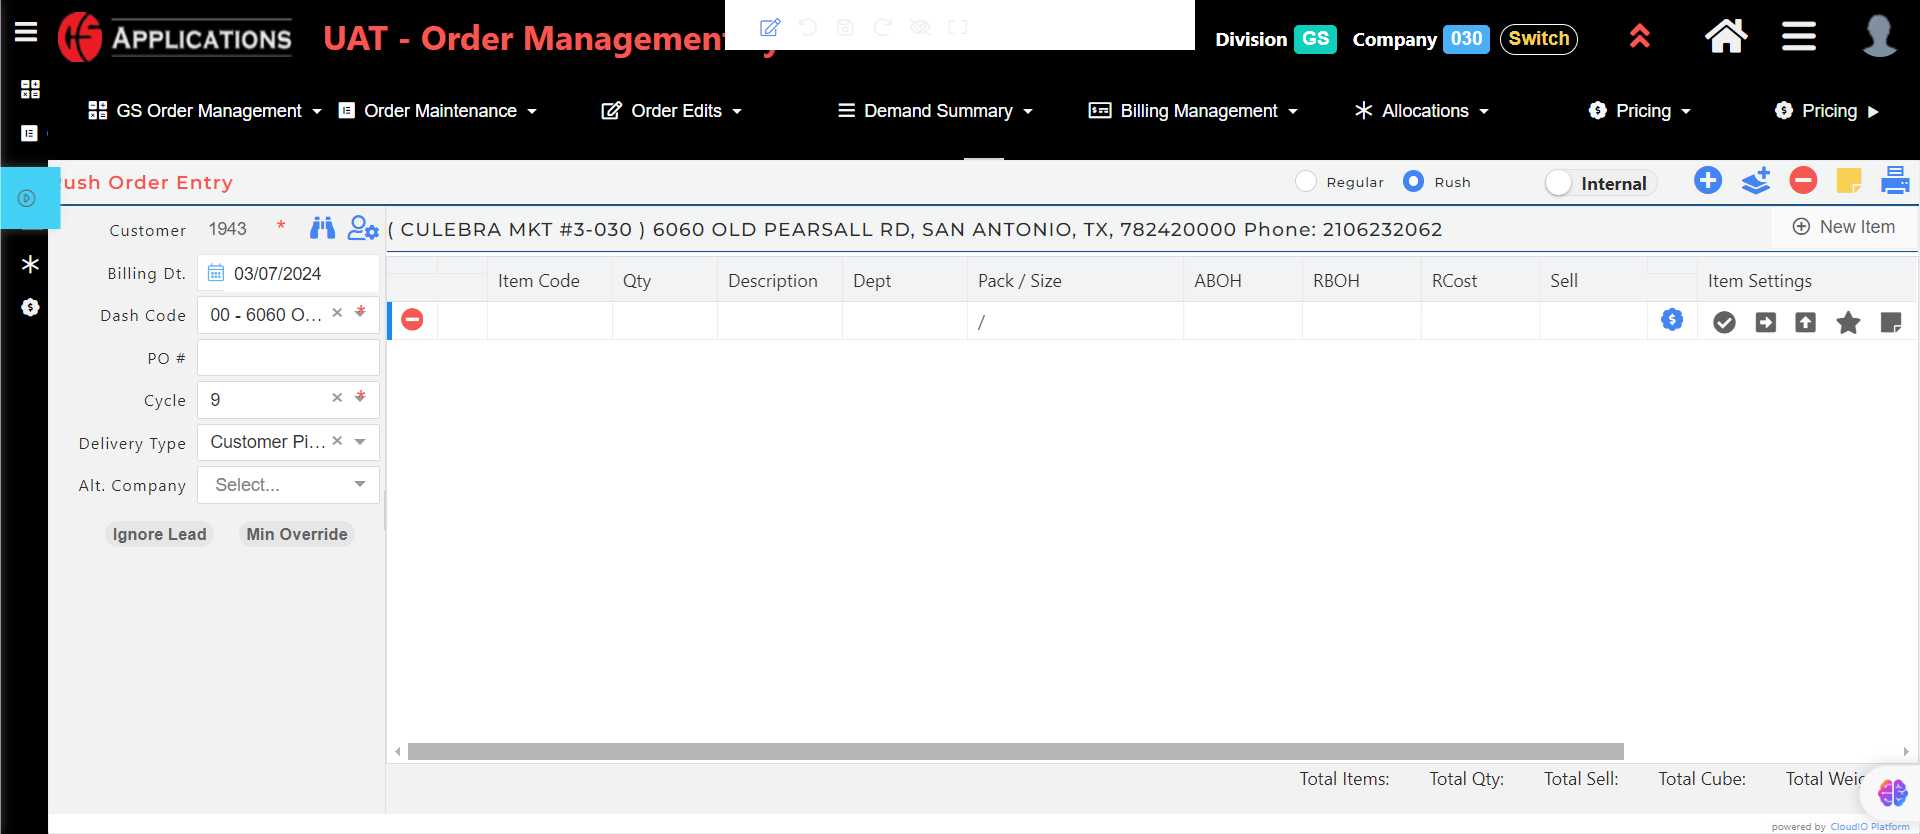 APPLICATIONS
UAT - Order Management
Division GS Company 030 Switch
GS Order Management
Order Maintenance
Order Edits
Demand Summary
Billing Management
Allocations
Pricing
Pricing
ush Order Entry
Regular
Rush
Internal
Customer 1943 *
( CULEBRA MKT #3-030 ) 6060 OLD PEARSALL RD, SAN ANTONIO, TX, 782420000 Phone: 2106232062
New Item
Billing Dt. 03/07/2024
Dash Code 00 - 6060 O... × *
PO #
Cycle 9 × *
Delivery Type Customer Pi... ×
Alt. Company Select...
Ignore Lead
Min Override
Item Code Qty Description Dept Pack / Size ABOH RBOH RCost Sell Item Settings
/
Total Items: Total Qty: Total Sell: Total Cube: Total Wei
powered by CloudIO Platform